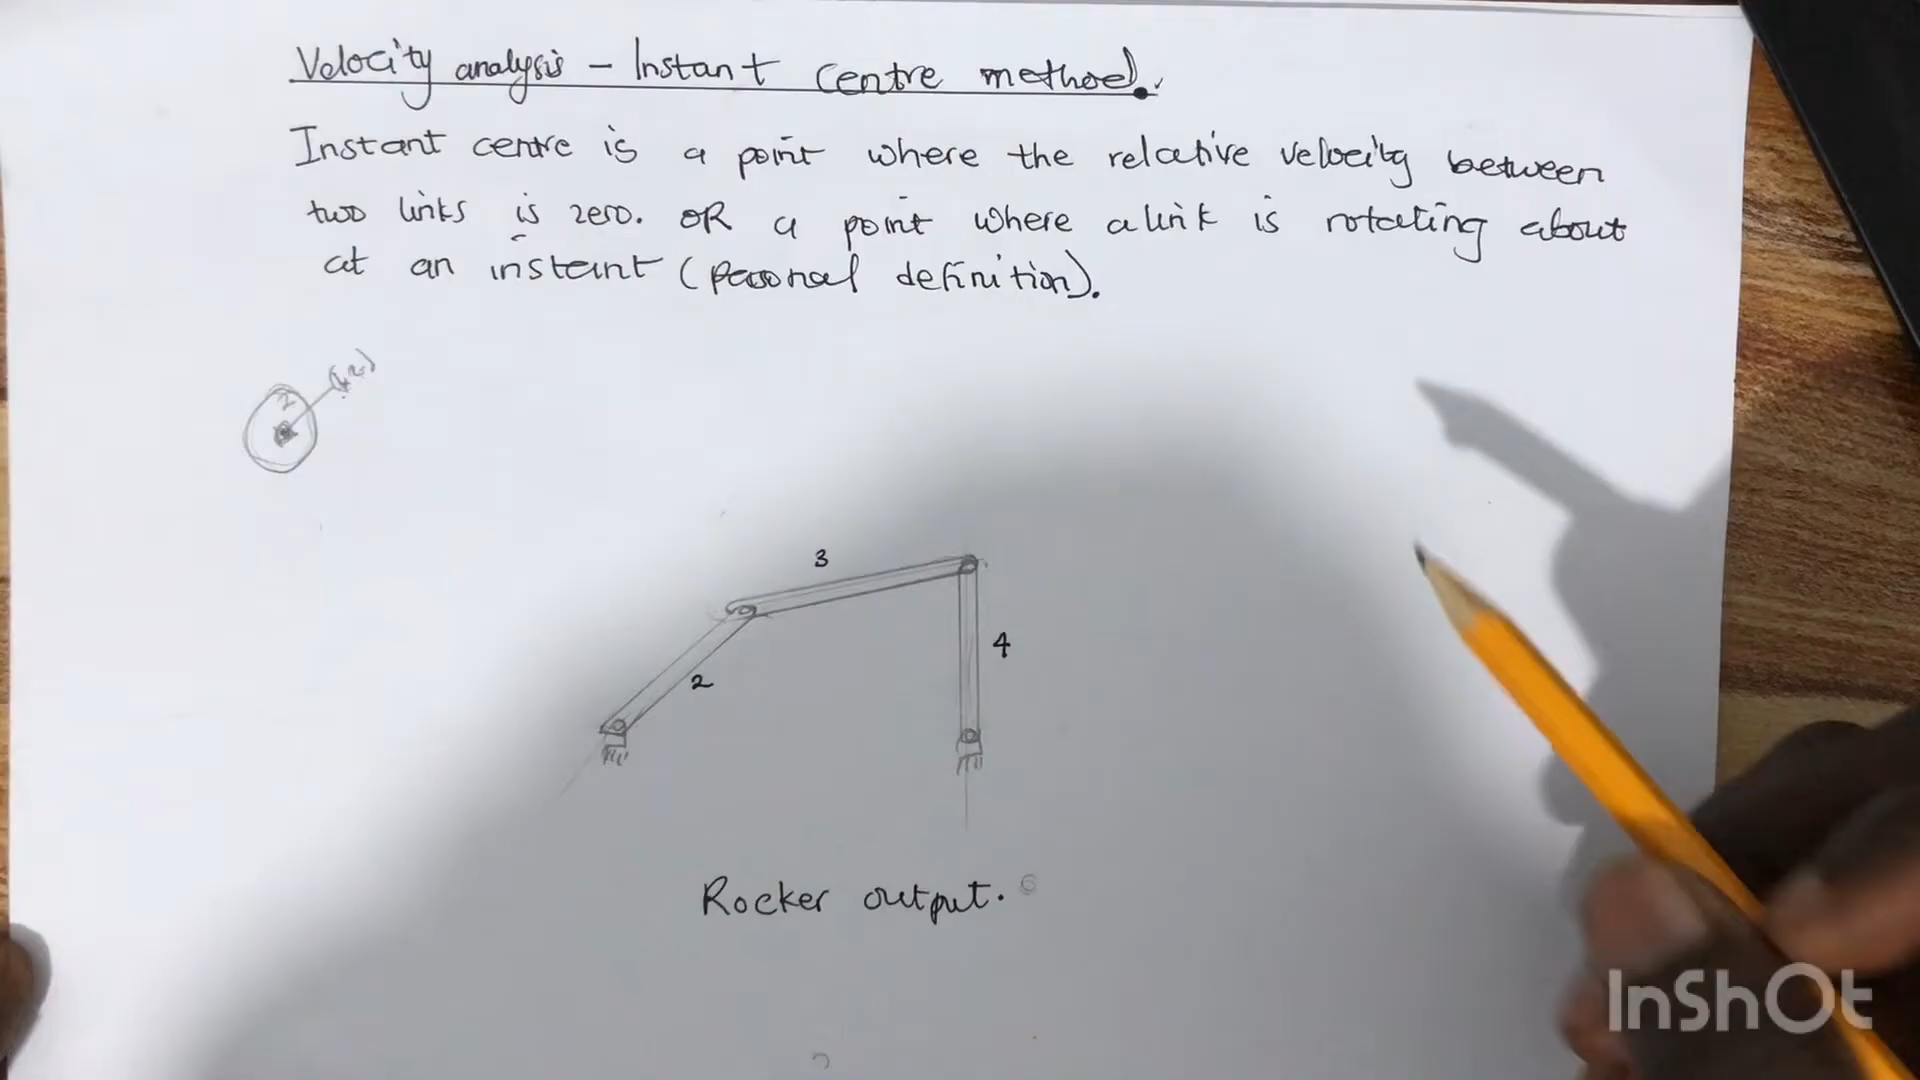 Velocity analysis - Instant centre method.
Instant centre is a point where the relative velocity between
two links is zero. OR a point where a link is rotating about
at an instant (personal definition).
2
3
4
2
Rocker output.
InShOt